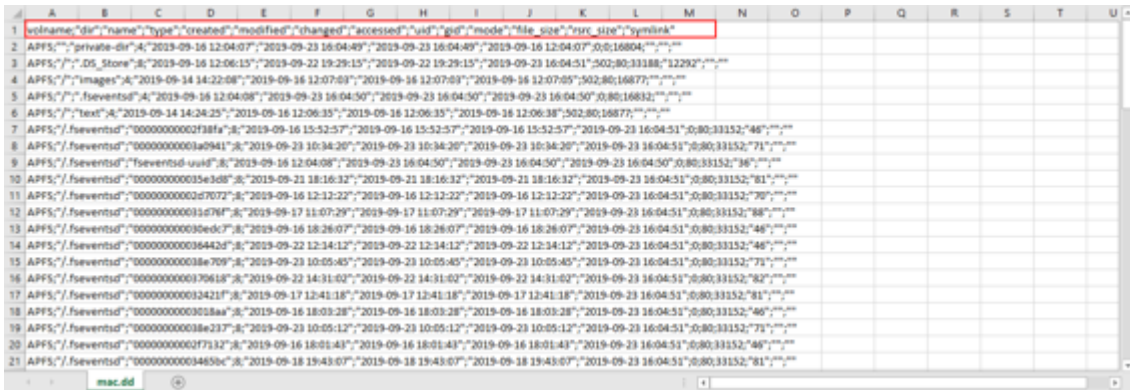 A B C D E F G H I J K L M N O P Q R S T U
1 volname;"dir";"name";"type";"created";"modified";"changed";"accessed";"uid";"gid";"mode";"file_size";"rsrc_size";"symlink"
2 APFS;"";"private-dir";4;"2019-09-16 12:04:07";"2019-09-23 16:04:49";"2019-09-23 16:04:49";"2019-09-16 12:04:07";0;0;16804;"";"";""
3 APFS;"/";".DS_Store";8;"2019-09-16 12:06:15";"2019-09-22 19:29:15";"2019-09-22 19:29:15";"2019-09-23 16:04:51";502;80;33188;"12292";"";""
4 APFS;"/";"images";4;"2019-09-14 14:22:08";"2019-09-16 12:07:03";"2019-09-16 12:07:03";"2019-09-16 12:07:05";502;80;16877;"";"";""
5 APFS;"/";".fseventsd";4;"2019-09-16 12:04:08";"2019-09-23 16:04:50";"2019-09-23 16:04:50";"2019-09-23 16:04:50";0;80;16832;"";"";""
6 APFS;"/";"text";4;"2019-09-14 14:24:25";"2019-09-16 12:06:35";"2019-09-16 12:06:35";"2019-09-16 12:06:38";502;80;16877;"";"";""
7 APFS;"/.fseventsd";"00000000002f38fa";8;"2019-09-16 15:52:57";"2019-09-16 15:52:57";"2019-09-16 15:52:57";"2019-09-23 16:04:51";0;80;33152;"46";"";""
8 APFS;"/.fseventsd";"00000000003a0941";8;"2019-09-23 10:34:20";"2019-09-23 10:34:20";"2019-09-23 10:34:20";"2019-09-23 16:04:51";0;80;33152;"71";"";""
9 APFS;"/.fseventsd";"fseventsd-uuid";8;"2019-09-16 12:04:08";"2019-09-23 16:04:50";"2019-09-23 16:04:50";"2019-09-23 16:04:50";0;80;33152;"36";"";""
10 APFS;"/.fseventsd";"000000000035e3d8";8;"2019-09-21 18:16:32";"2019-09-21 18:16:32";"2019-09-21 18:16:32";"2019-09-23 16:04:51";0;80;33152;"81";"";""
11 APFS;"/.fseventsd";"00000000002d7072";8;"2019-09-16 12:12:22";"2019-09-16 12:12:22";"2019-09-16 12:12:22";"2019-09-23 16:04:51";0;80;33152;"70";"";""
12 APFS;"/.fseventsd";"000000000031d76f";8;"2019-09-17 11:07:29";"2019-09-17 11:07:29";"2019-09-17 11:07:29";"2019-09-23 16:04:51";0;80;33152;"88";"";""
13 APFS;"/.fseventsd";"000000000030edc7";8;"2019-09-16 18:26:07";"2019-09-16 18:26:07";"2019-09-16 18:26:07";"2019-09-23 16:04:51";0;80;33152;"46";"";""
14 APFS;"/.fseventsd";"000000000036442d";8;"2019-09-22 12:14:12";"2019-09-22 12:14:12";"2019-09-22 12:14:12";"2019-09-23 16:04:51";0;80;33152;"46";"";""
15 APFS;"/.fseventsd";"000000000038e709";8;"2019-09-23 10:05:45";"2019-09-23 10:05:45";"2019-09-23 10:05:45";"2019-09-23 16:04:51";0;80;33152;"71";"";""
16 APFS;"/.fseventsd";"0000000000370618";8;"2019-09-22 14:31:02";"2019-09-22 14:31:02";"2019-09-22 14:31:02";"2019-09-23 16:04:51";0;80;33152;"82";"";""
17 APFS;"/.fseventsd";"000000000032421f";8;"2019-09-17 12:41:18";"2019-09-17 12:41:18";"2019-09-17 12:41:18";"2019-09-23 16:04:51";0;80;33152;"81";"";""
18 APFS;"/.fseventsd";"00000000003018aa";8;"2019-09-16 18:03:28";"2019-09-16 18:03:28";"2019-09-16 18:03:28";"2019-09-23 16:04:51";0;80;33152;"46";"";""
19 APFS;"/.fseventsd";"000000000038e237";8;"2019-09-23 10:05:12";"2019-09-23 10:05:12";"2019-09-23 10:05:12";"2019-09-23 16:04:51";0;80;33152;"71";"";""
20 APFS;"/.fseventsd";"00000000002f7132";8;"2019-09-16 18:01:43";"2019-09-16 18:01:43";"2019-09-16 18:01:43";"2019-09-23 16:04:51";0;80;33152;"46";"";""
21 APFS;"/.fseventsd";"00000000003465bc";8;"2019-09-18 19:43:07";"2019-09-18 19:43:07";"2019-09-18 19:43:07";"2019-09-23 16:04:51";0;80;33152;"81";"";""
mac.dd